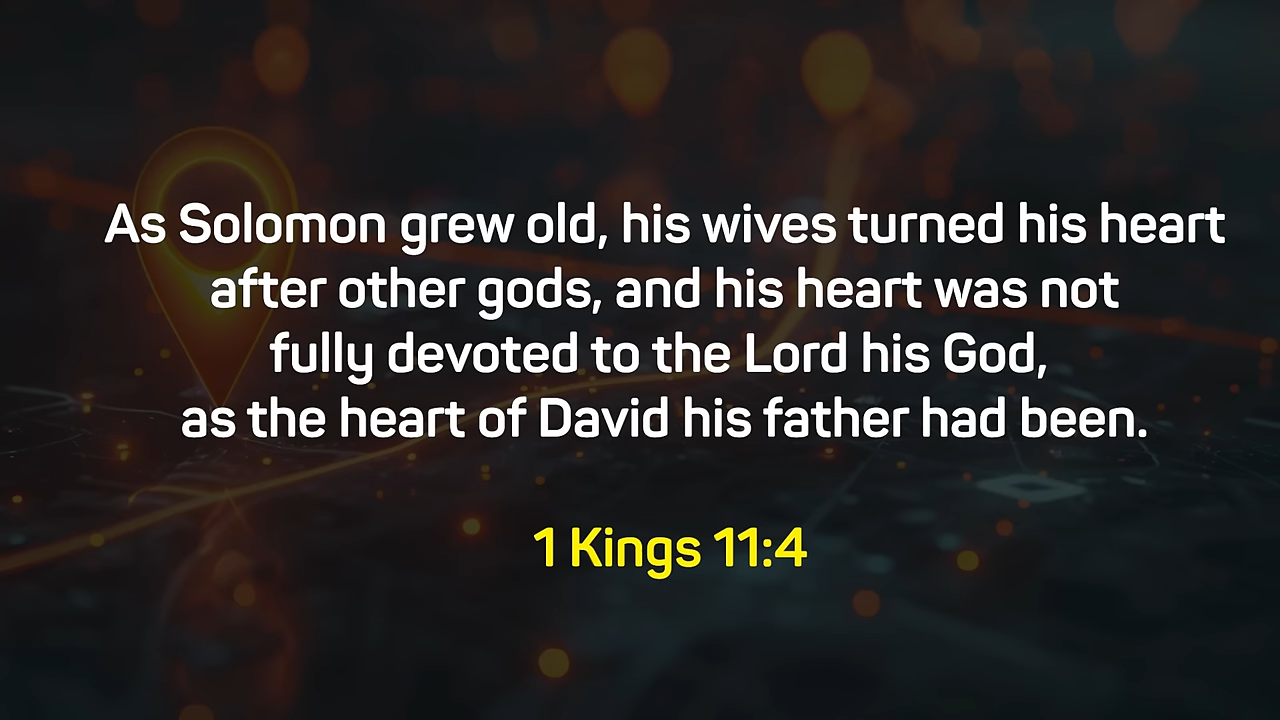 As Solomon grew old, his wives turned his heart
after other gods, and his heart was not
fully devoted to the Lord his God,
as the heart of David his father had been.
1 Kings 11:4